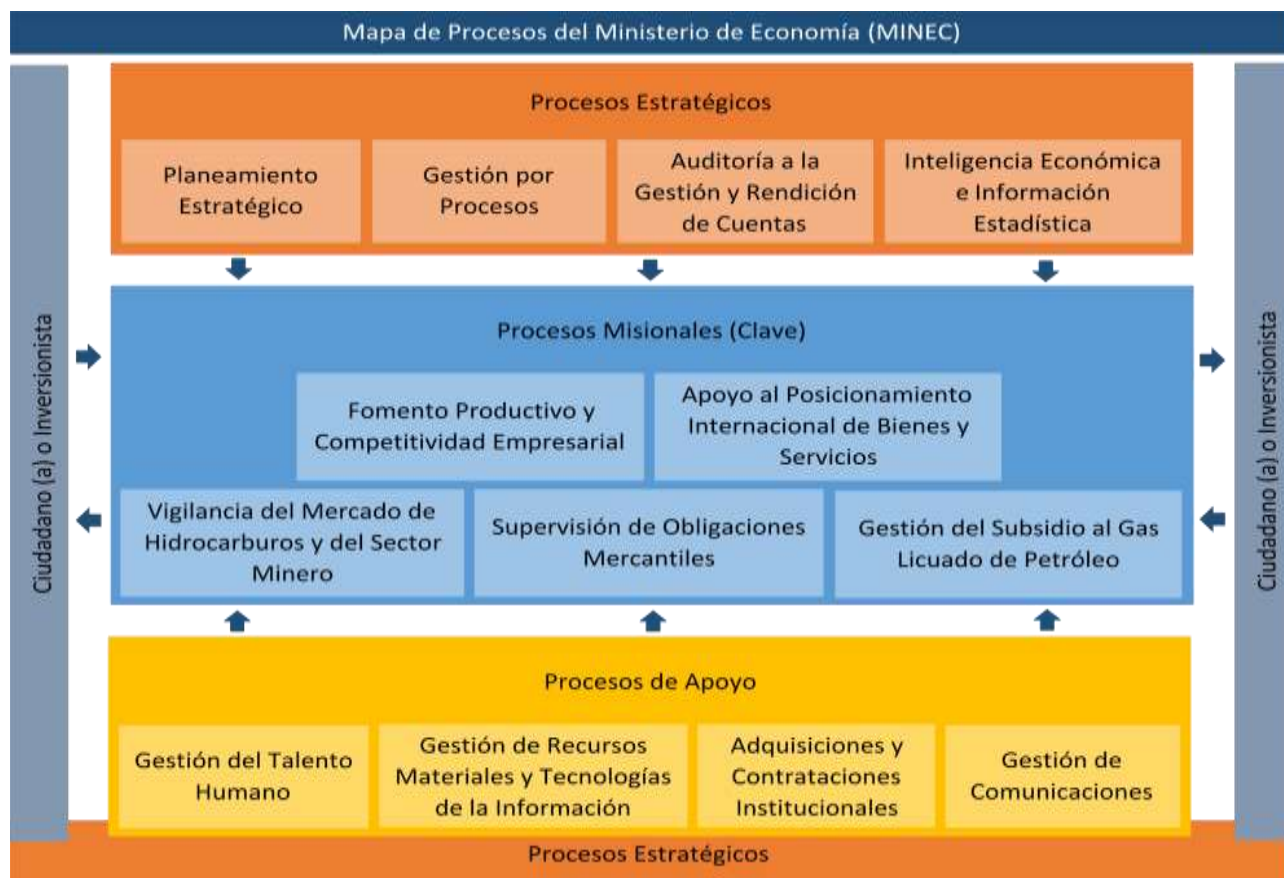 Mapa de Procesos del Ministerio de Economía (MINEC)
Procesos Estratégicos
Planeamiento
Estratégico
Gestión por
Procesos
Auditoría a la
Gestión y Rendición
de Cuentas
Inteligencia Económica
e Información
Estadística
Ciudadano (a) o Inversionista
Procesos Misionales (Clave)
Fomento Productivo y
Competitividad Empresarial
Apoyo al Posicionamiento
Internacional de Bienes y
Servicios
Vigilancia del Mercado de
Hidrocarburos y del Sector
Minero
Supervisión de Obligaciones
Mercantiles
Gestión del Subsidio al Gas
Licuado de Petróleo
Ciudadano (a) o Inversionista
Procesos de Apoyo
Gestión del Talento
Humano
Gestión de Recursos
Materiales y Tecnologías
de la Información
Adquisiciones y
Contrataciones
Institucionales
Gestión de
Comunicaciones
Procesos Estratégicos